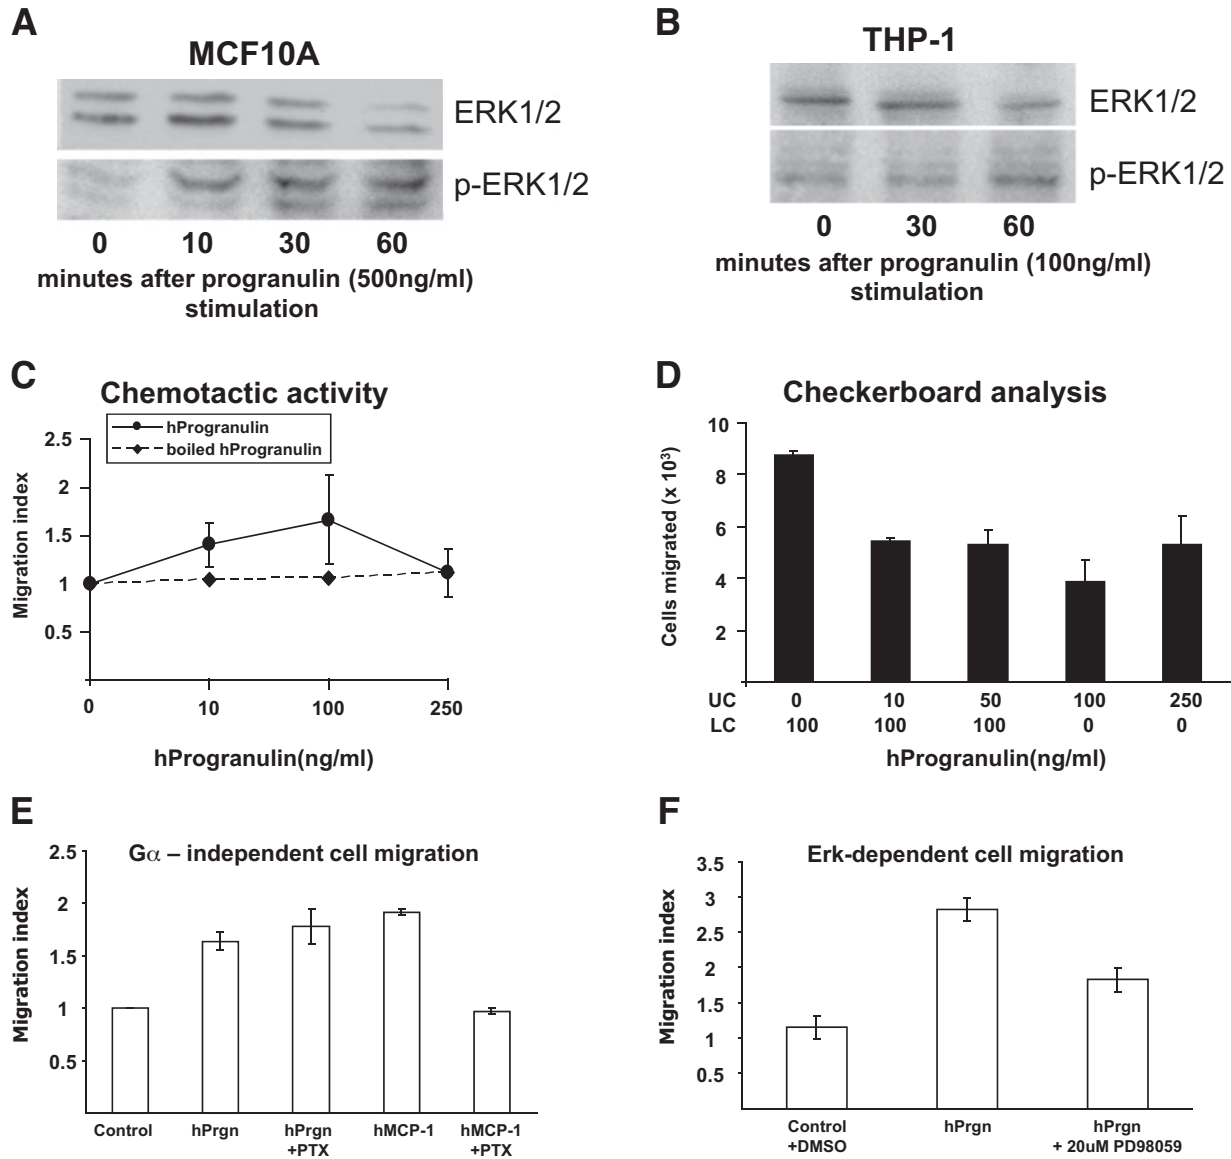 A
MCF10A
ERK1/2
p-ERK1/2
0 10 30 60
minutes after progranulin (500ng/ml)
stimulation
B
THP-1
ERK1/2
p-ERK1/2
0 30 60
minutes after progranulin (100ng/ml)
stimulation
C
Chemotactic activity
hProgranulin
boiled hProgranulin
Migration index
2.5
2
1.5
1
0.5
0 10 100 250
hProgranulin(ng/ml)
D
Checkerboard analysis
Cells migrated (x 10³)
10
8
6
4
2
UC 0 10 50 100 250
LC 100 100 100 0 0
hProgranulin(ng/ml)
E
Gα – independent cell migration
Migration index
2.5
2
1.5
1
0.5
Control hPrgn hPrgn hMCP-1 hMCP-1
+PTX +PTX
F
Erk-dependent cell migration
Migration index
3.5
3
2.5
2
1.5
1
0.5
Control hPrgn hPrgn
+DMSO + 20uM PD98059